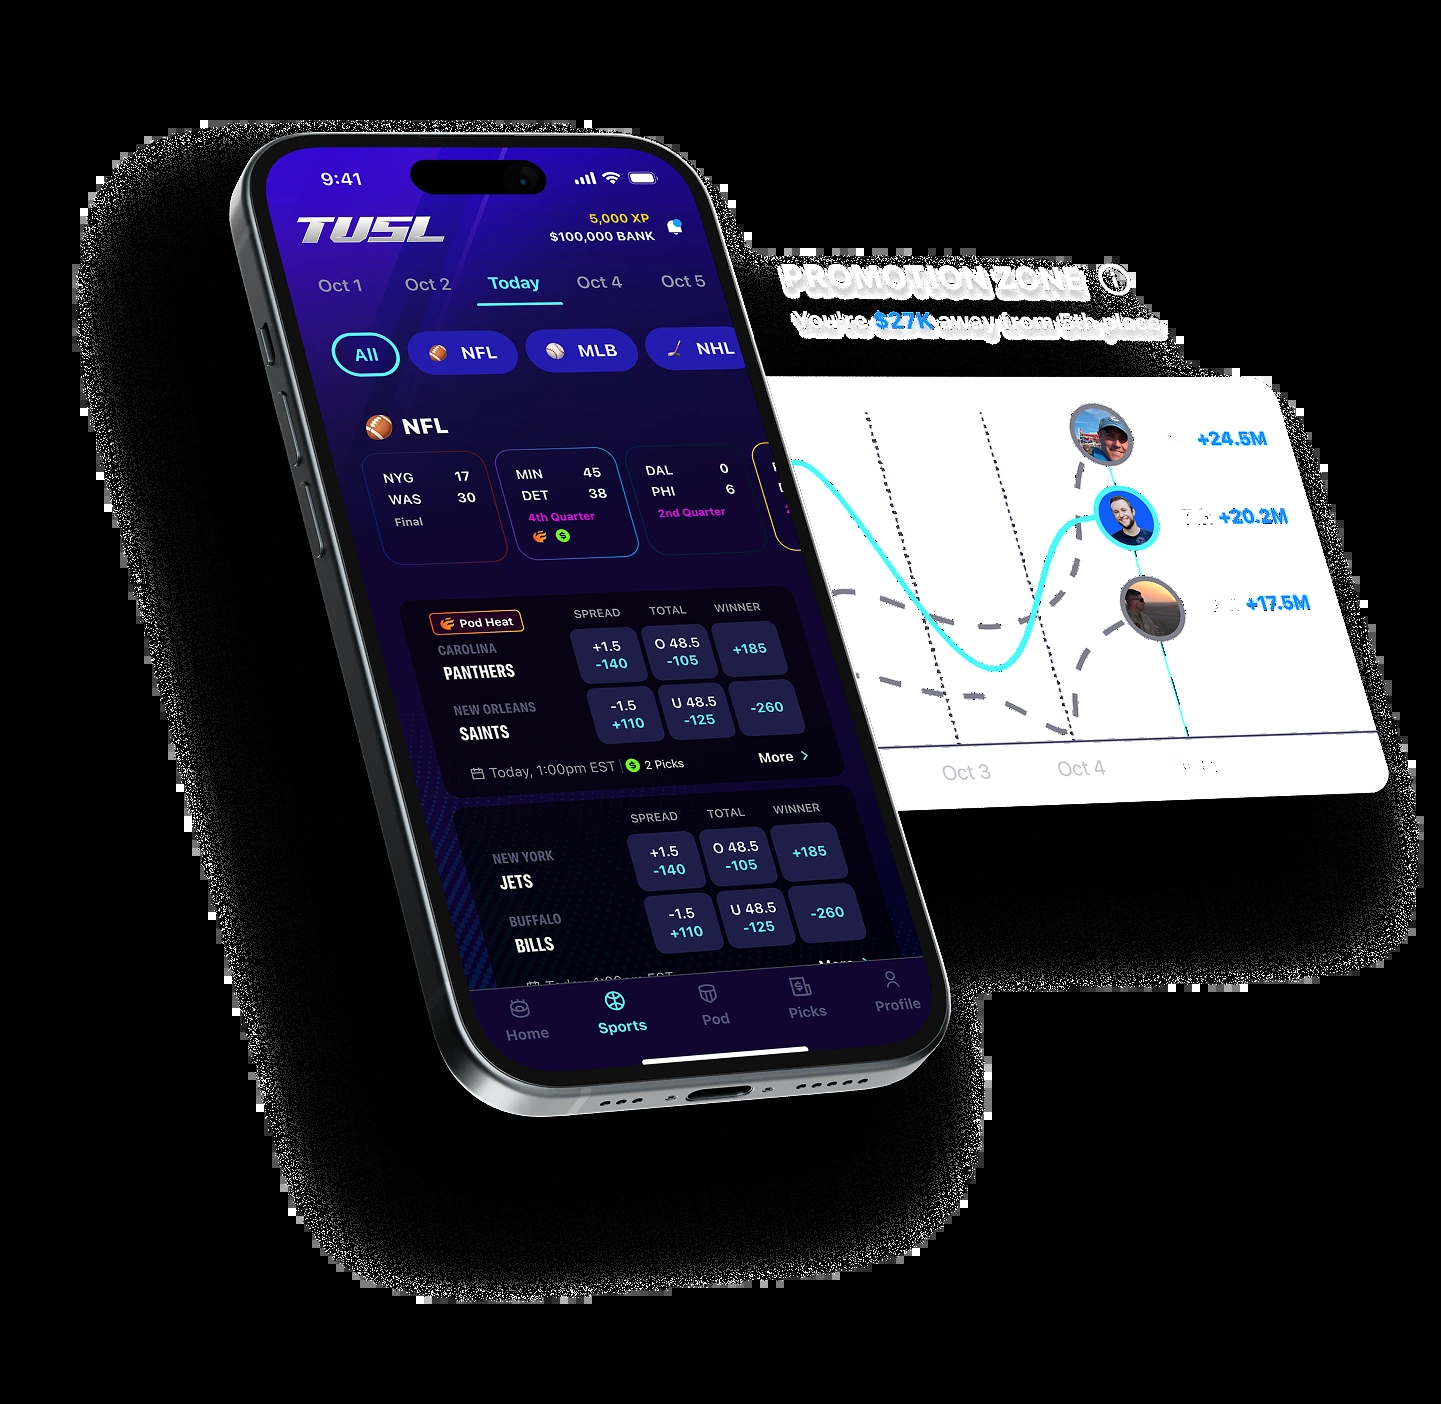 9:41
TUSL
5,000 XP
$100,000 BANK
Oct 1 Oct 2 Today Oct 4 Oct 5
All NFL MLB NHL
NFL
NYG 17
WAS 30
Final
MIN 45
DET 38
4th Quarter
DAL 0
PHI 6
2nd Quarter
Pod Heat
SPREAD TOTAL WINNER
CAROLINA
PANTHERS
+1.5 O 48.5 +185
-140 -105
NEW ORLEANS
SAINTS
-1.5 U 48.5 -260
+110 -125
Today, 1:00pm EST 2 Picks More
SPREAD TOTAL WINNER
NEW YORK
JETS
+1.5 O 48.5 +185
-140 -105
BUFFALO
BILLS
-1.5 U 48.5 -260
+110 -125
Home Sports Pod Picks Profile
PROMOTION ZONE
You're $27K away from 5th place
+24.5M
+20.2M
+17.5M
Oct 3 Oct 4